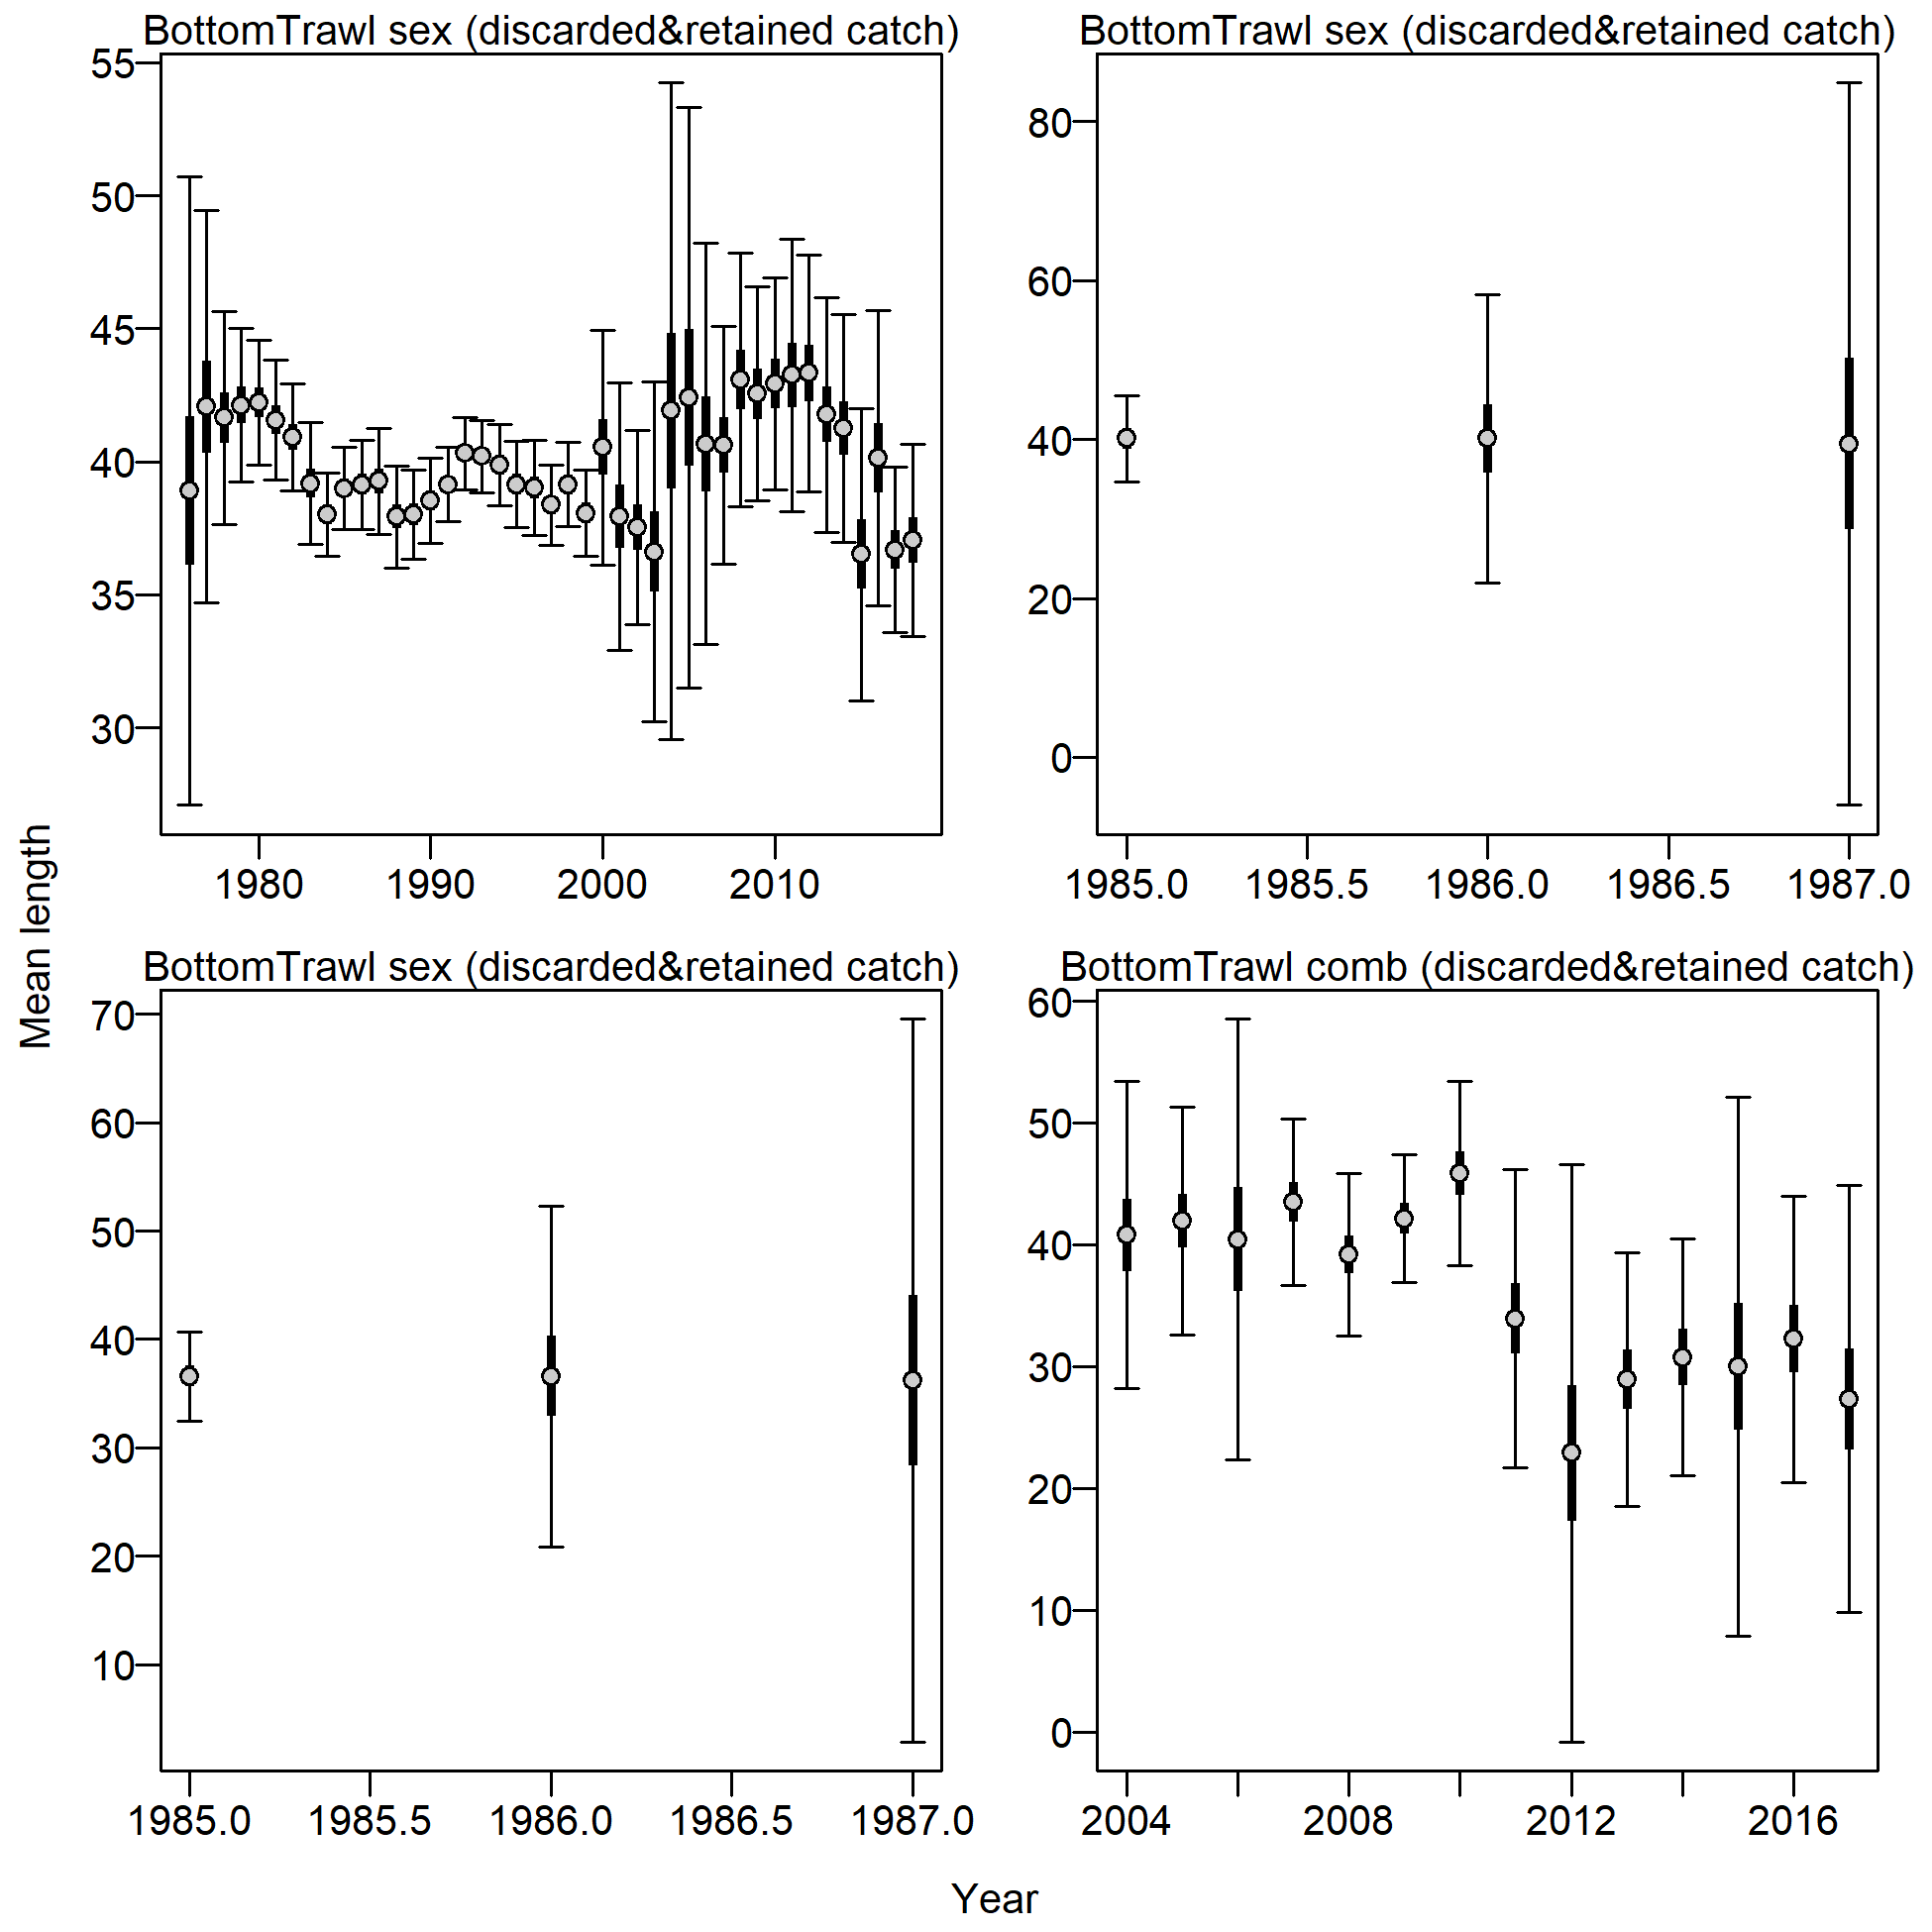 BottomTrawl sex (discarded&retained catch)
55
50
45
40
35
30
1980 1990 2000 2010
BottomTrawl sex (discarded&retained catch)
80
60
40
20
0
1985.0 1985.5 1986.0 1986.5 1987.0
Mean length
BottomTrawl sex (discarded&retained catch)
70
60
50
40
30
20
10
1985.0 1985.5 1986.0 1986.5 1987.0
BottomTrawl comb (discarded&retained catch)
60
50
40
30
20
10
0
2004 2008 2012 2016
Year